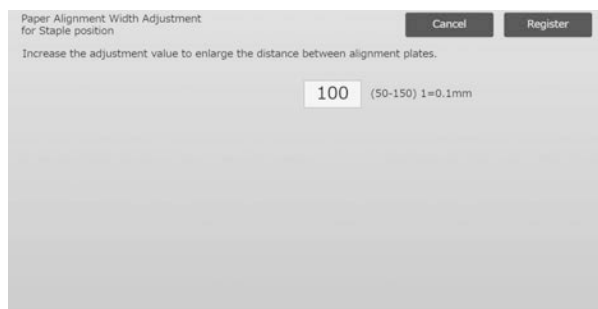 Paper Alignment Width Adjustment
for Staple position
Cancel
Register
Increase the adjustment value to enlarge the distance between alignment plates.
100 (50-150) 1=0.1mm